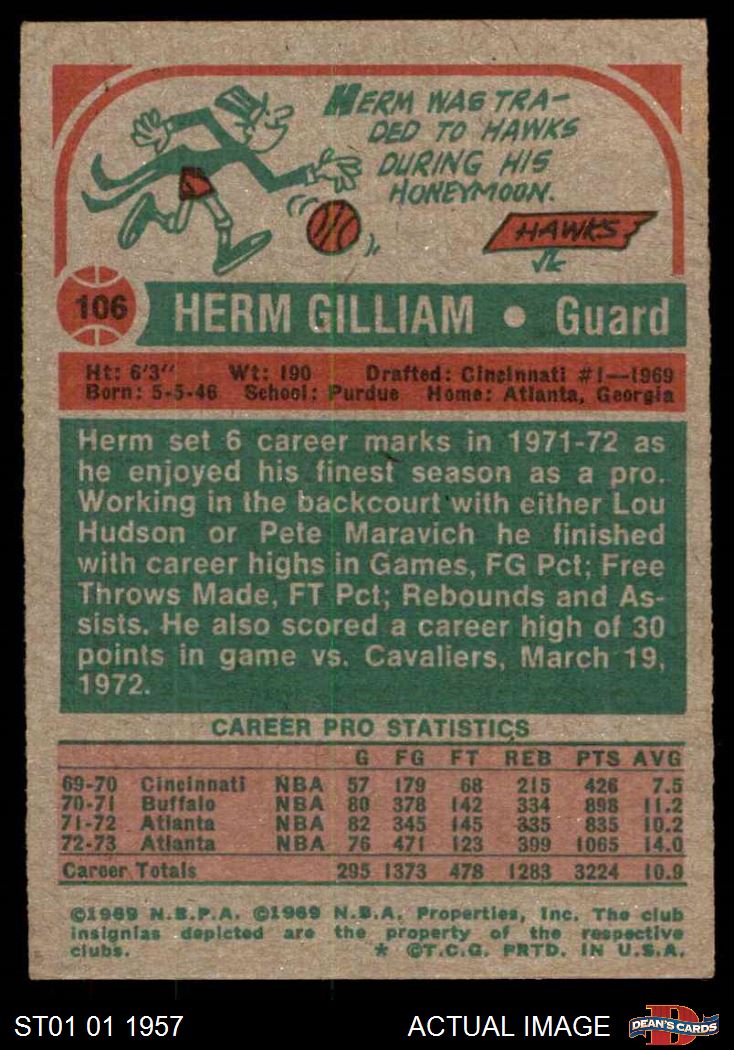 HERM WAS TRA-
DED TO HAWKS
DURING HIS
HONEYMOON.
HAWKS
106
HERM GILLIAM • Guard
Ht: 6'3" Wt: 190 Drafted: Cincinnati #1—1969
Born: 5-5-46 School: Purdue Home: Atlanta, Georgia
Herm set 6 career marks in 1971-72 as
he enjoyed his finest season as a pro.
Working in the backcourt with either Lou
Hudson or Pete Maravich he finished
with career highs in Games, FG Pct; Free
Throws Made, FT Pct; Rebounds and As-
sists. He also scored a career high of 30
points in game vs. Cavaliers, March 19,
1972.
CAREER PRO STATISTICS
G FG FT REB PTS AVG
69-70 Cincinnati NBA 57 179 68 215 426 7.5
70-71 Buffalo NBA 80 378 142 334 898 11.2
71-72 Atlanta NBA 82 345 145 335 835 10.2
72-73 Atlanta NBA 76 471 123 399 1065 14.0
Career Totals 295 1373 478 1283 3224 10.9
©1969 N.B.P.A. ©1969 N.B.A. Properties, Inc. The club
insignias depicted are the property of the respective
clubs. * ©T.C.G. PRTD. IN U.S.A.
ST01 01 1957 ACTUAL IMAGE
D
DEAN'S CARDS